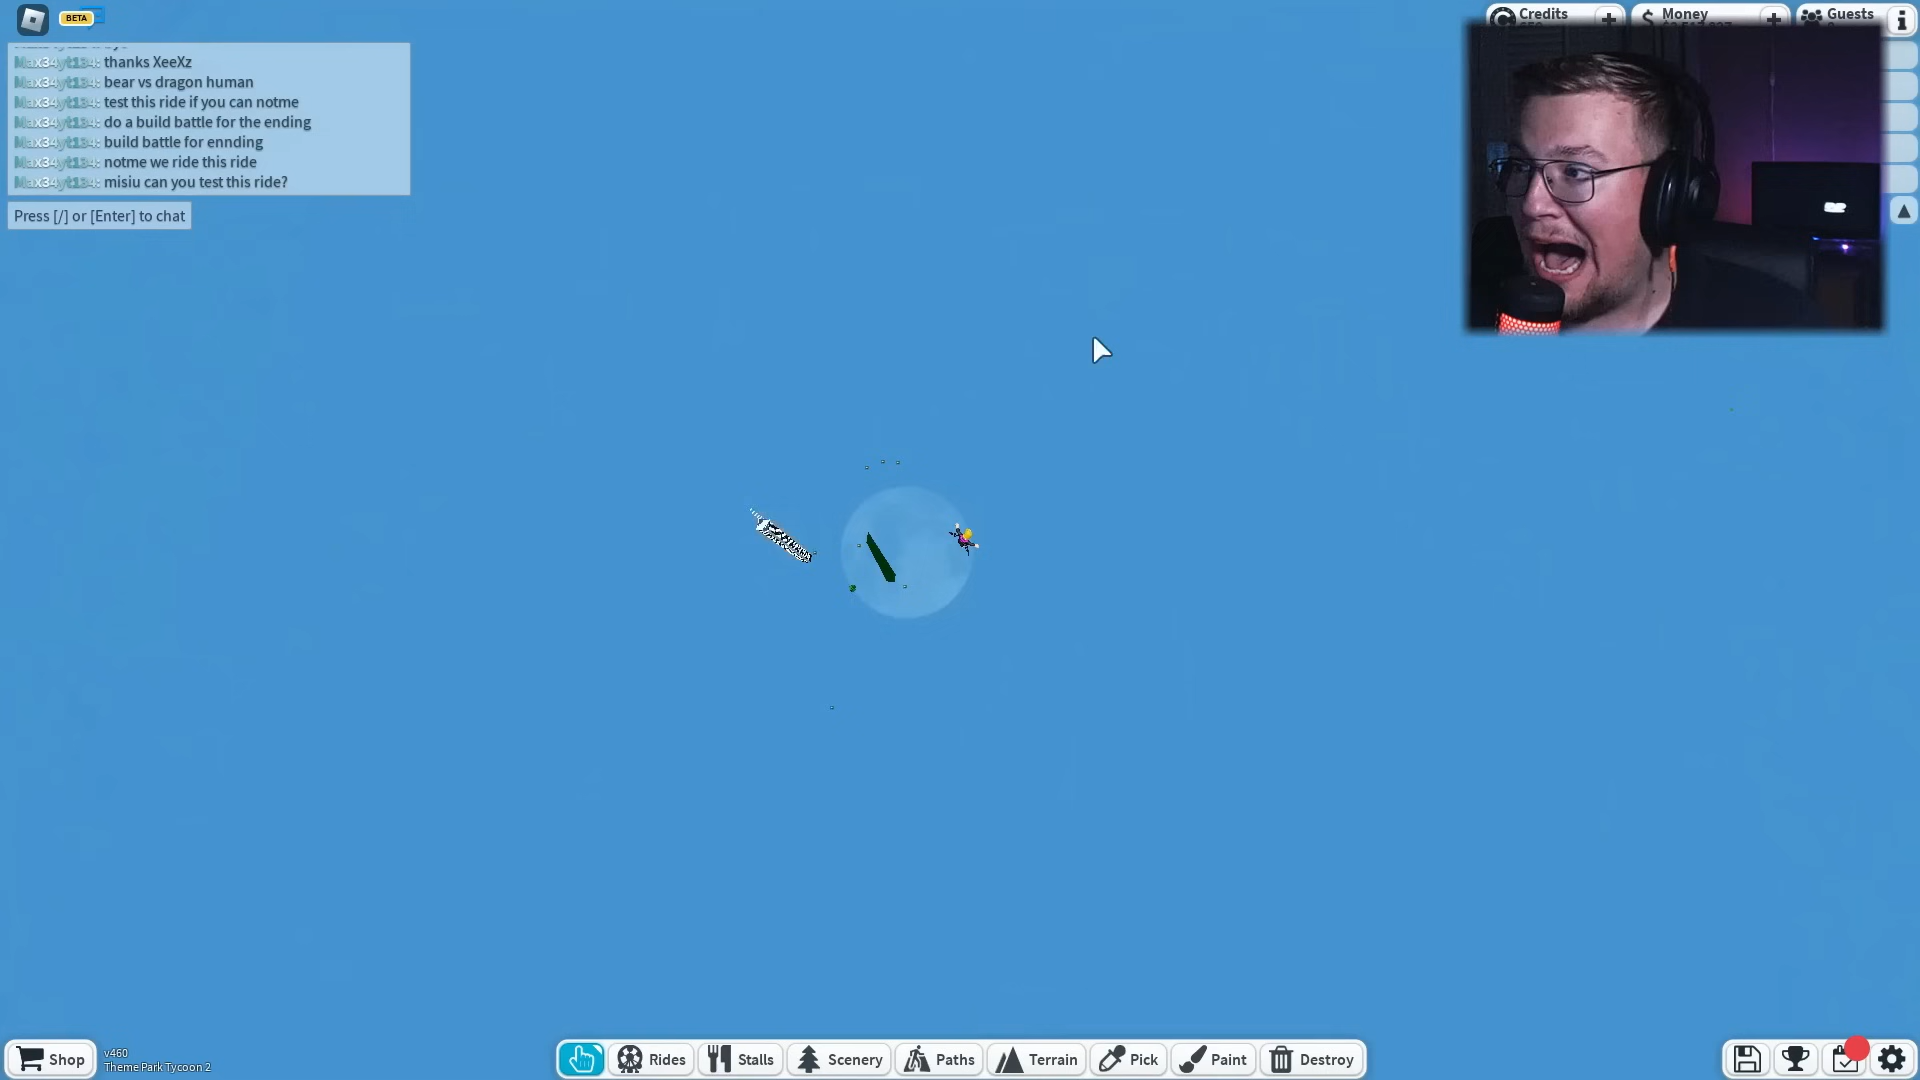 BETA
Credits
Money
Guests
thanks XeeXz
bear vs dragon human
test this ride if you can notme
do a build battle for the ending
build battle for ennding
notme we ride this ride
misiu can you test this ride?
Press [/] or [Enter] to chat
Shop
v460
Theme Park Tycoon 2
Rides
Stalls
Scenery
Paths
Terrain
Pick
Paint
Destroy